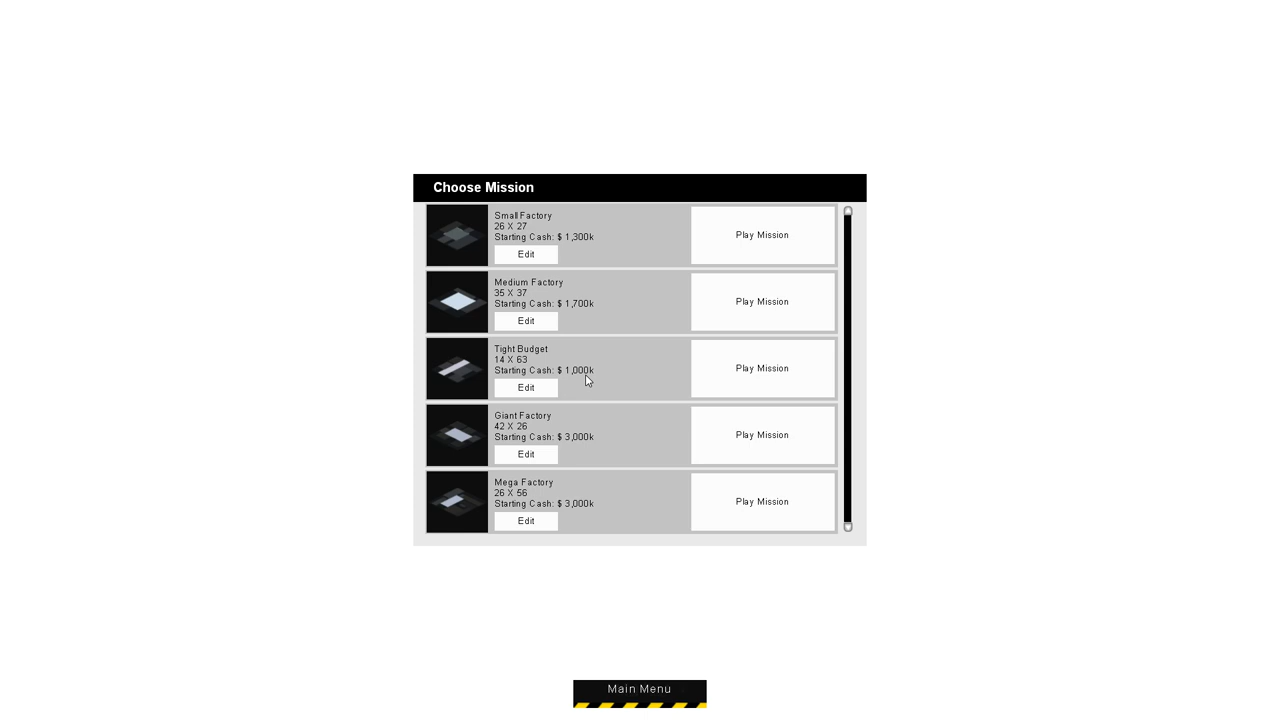 Choose Mission
Small Factory
26 X 27
Starting Cash: $ 1,300k
Edit
Play Mission
Medium Factory
35 X 37
Starting Cash: $ 1,700k
Edit
Play Mission
Tight Budget
14 X 63
Starting Cash: $ 1,000k
Edit
Play Mission
Giant Factory
42 X 26
Starting Cash: $ 3,000k
Edit
Play Mission
Mega Factory
26 X 56
Starting Cash: $ 3,000k
Edit
Play Mission
Main Menu